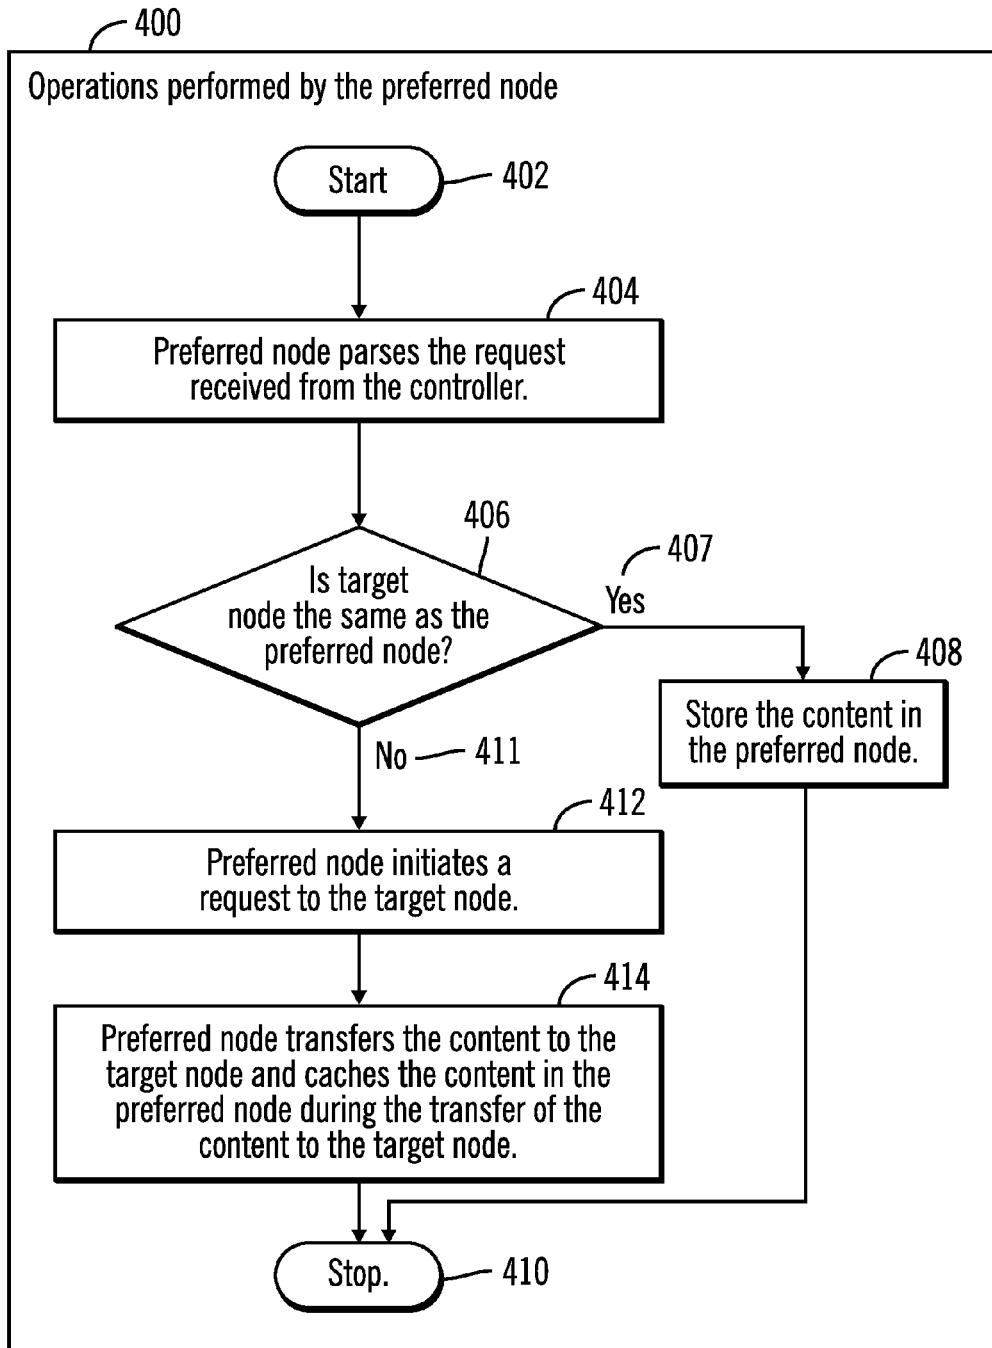 400
Operations performed by the preferred node
Start
402
404
Preferred node parses the request
received from the controller.
406
407
Is target
node the same as the
preferred node?
Yes
408
Store the content in
the preferred node.
No
411
412
Preferred node initiates a
request to the target node.
414
Preferred node transfers the content to the
target node and caches the content in the
preferred node during the transfer of the
content to the target node.
Stop.
410